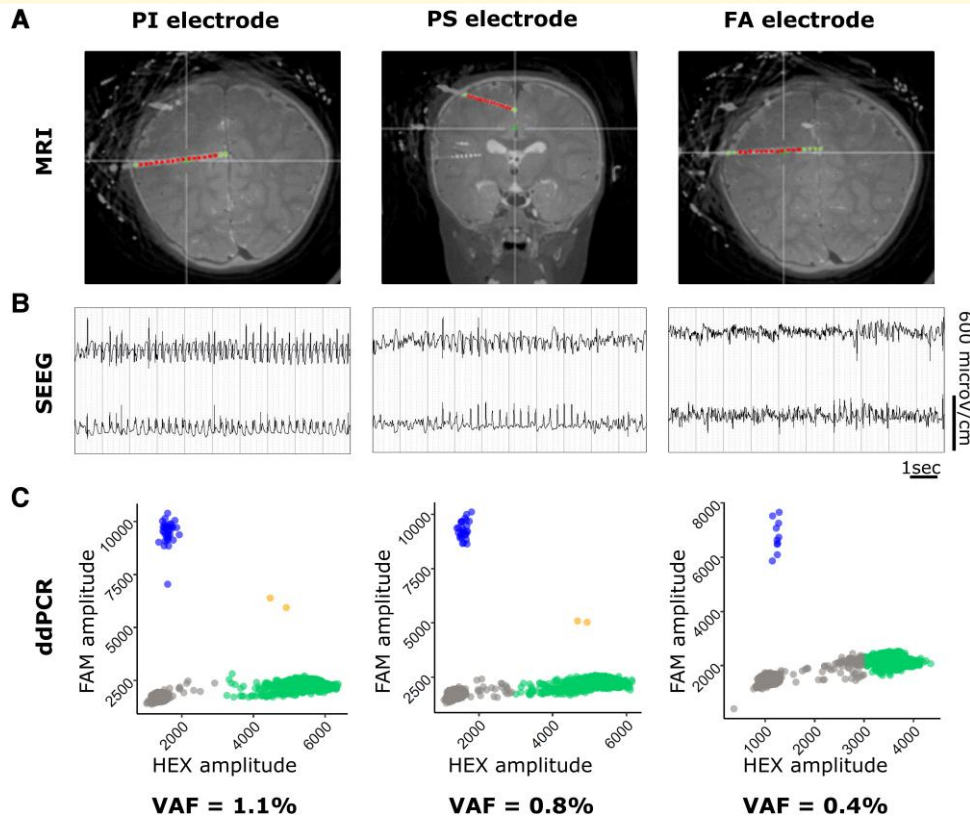 A
PI electrode
PS electrode
FA electrode
MRI
B
SEEG
600 microV/cm
1sec
C
ddPCR
FAM amplitude
10000
7500
5000
2500
2000
4000
6000
HEX amplitude
VAF = 1.1%
FAM amplitude
10000
7500
5000
2500
2000
4000
6000
HEX amplitude
VAF = 0.8%
FAM amplitude
8000
6000
4000
2000
1000
2000
3000
4000
HEX amplitude
VAF = 0.4%